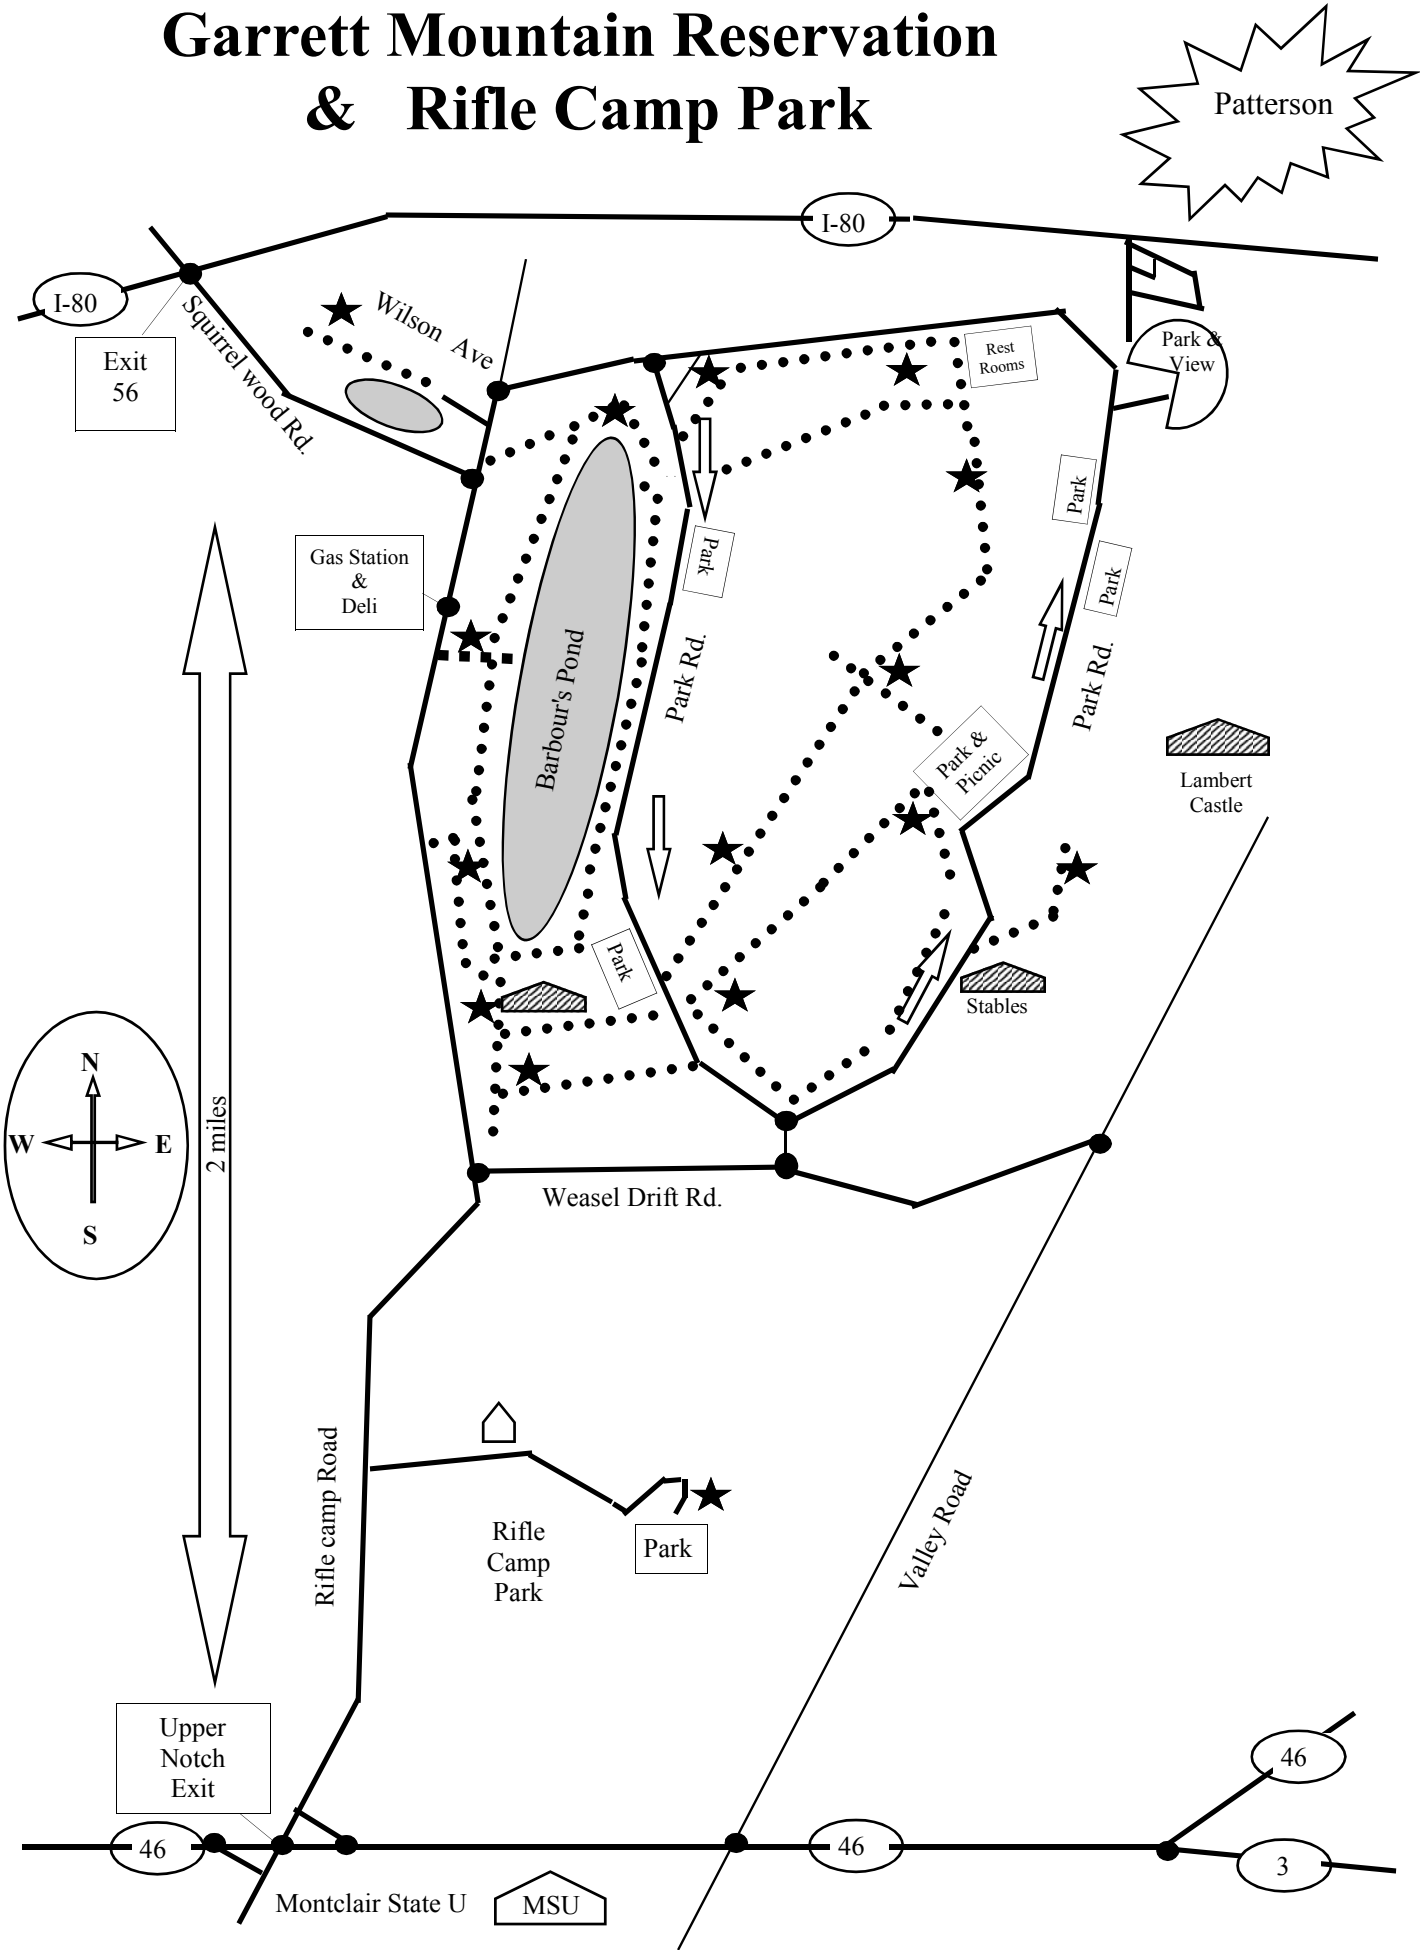 Garrett Mountain Reservation
& Rifle Camp Park
Patterson
I-80
I-80
Exit
56
Squirrel wood Rd.
Wilson Ave
Rest
Rooms
Park &
View
Park
Park
Park
Gas Station
&
Deli
Barbour's Pond
Park Rd.
Park Rd.
Park &
Picnic
Lambert
Castle
Park
Stables
N
W
E
S
2 miles
Weasel Drift Rd.
Rifle camp Road
Rifle
Camp
Park
Park
Valley Road
Upper
Notch
Exit
46
46
46
3
Montclair State U
MSU